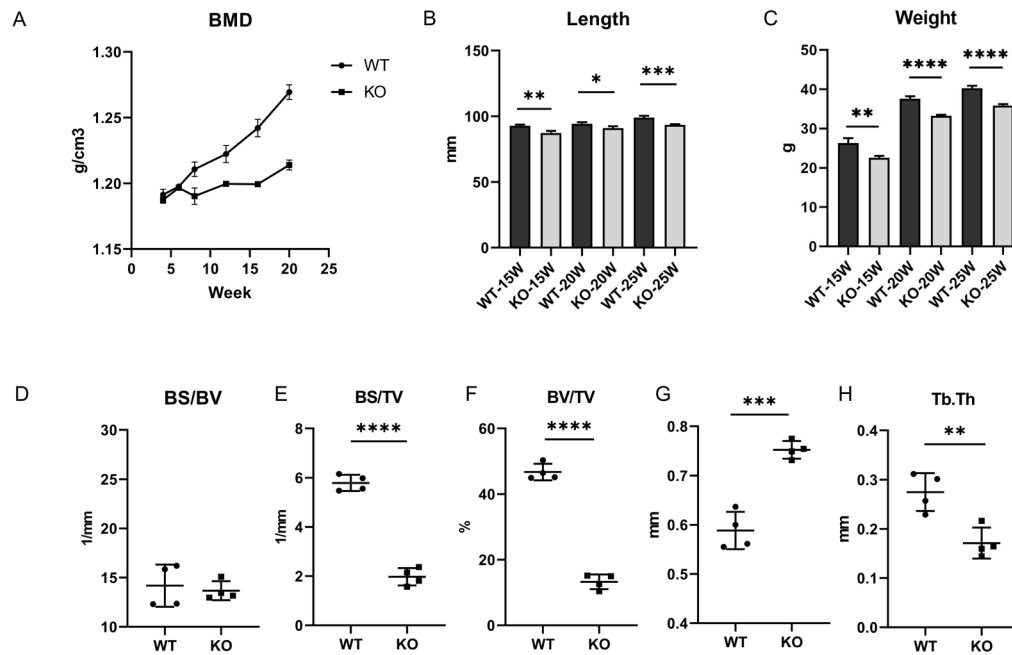 A
BMD
1.30
1.25
1.20
1.15
g/cm3
0
5
10
15
20
25
Week
WT
KO
B
Length
150
100
50
0
mm
**
*
***
WT-15W
KO-15W
WT-20W
KO-20W
WT-25W
KO-25W
C
Weight
50
40
30
20
10
0
g
**
****
****
WT-15W
KO-15W
WT-20W
KO-20W
WT-25W
KO-25W
D
BS/BV
30
25
20
15
10
1/mm
WT
KO
E
BS/TV
8
6
4
2
0
1/mm
****
WT
KO
F
BV/TV
60
40
20
0
%
****
WT
KO
G
0.8
0.7
0.6
0.5
0.4
mm
***
WT
KO
H
Tb.Th
0.4
0.3
0.2
0.1
0.0
mm
**
WT
KO